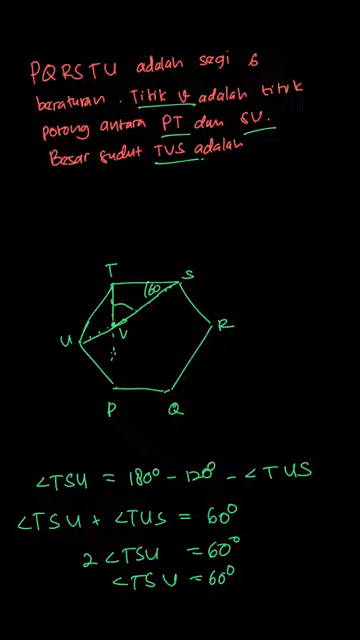 PQRSTU adalah segi 6
beraturan. Titik V adalah titik
potong antara PT dan SU.
Besar sudut TUS adalah
T
S
60
U
V
R
P
Q
∠TSU = 180° - 120° - ∠TUS
∠TSU + ∠TUS = 60°
2 ∠TSU = 60°
∠TSU = 60°